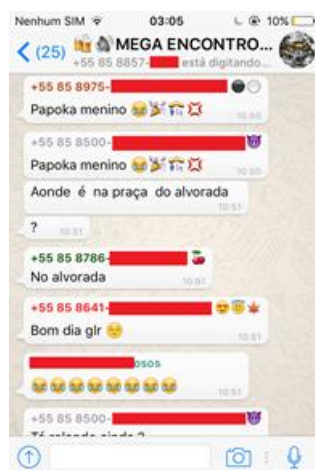 Nenhum SIM 03:05 10%
(25) MEGA ENCONTRO...
+55 85 8857- está digitando...
+55 85 8975-
Papoka menino 😂🎉🎊💢 10:50
+55 85 8500- 😈
Papoka menino 😂🎉🎊💢 10:50
Aonde é na praça do alvorada
10:51
? 10:51
+55 85 8786- 🍒
No alvorada 10:51
+55 85 8641- 😍😇🍁
Bom dia glr 😊 10:51
osos
😂😂😂😂😂😂😂😂 10:51
+55 85 8500- 😈